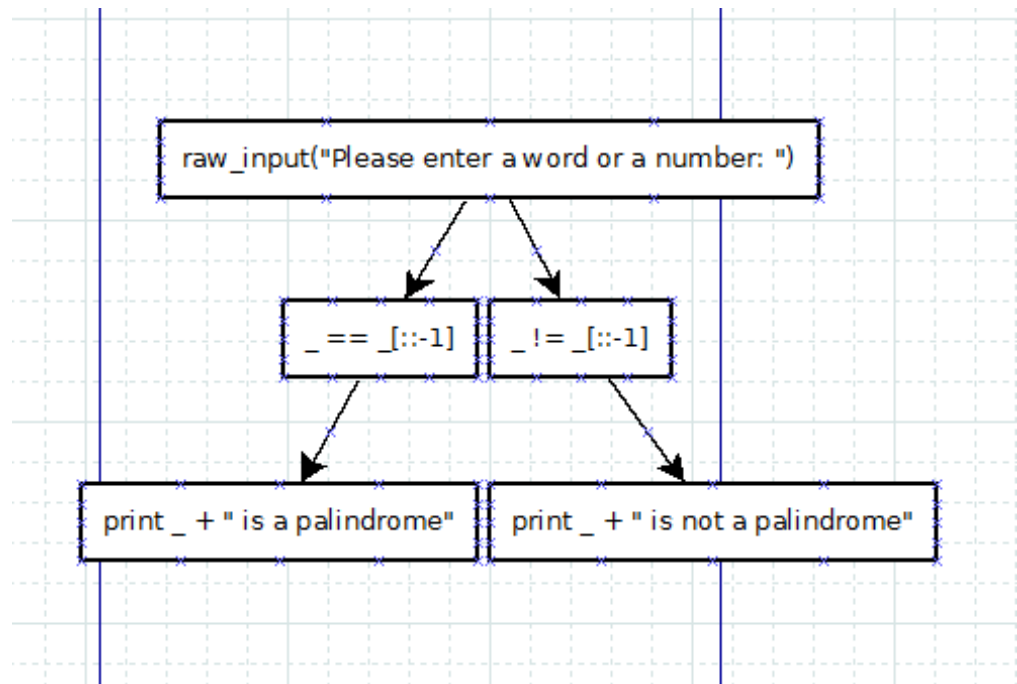 raw_input("Please enter a word or a number: ")
_ == _[::-1]
_ != _[::-1]
print _ + " is a palindrome"
print _ + " is not a palindrome"